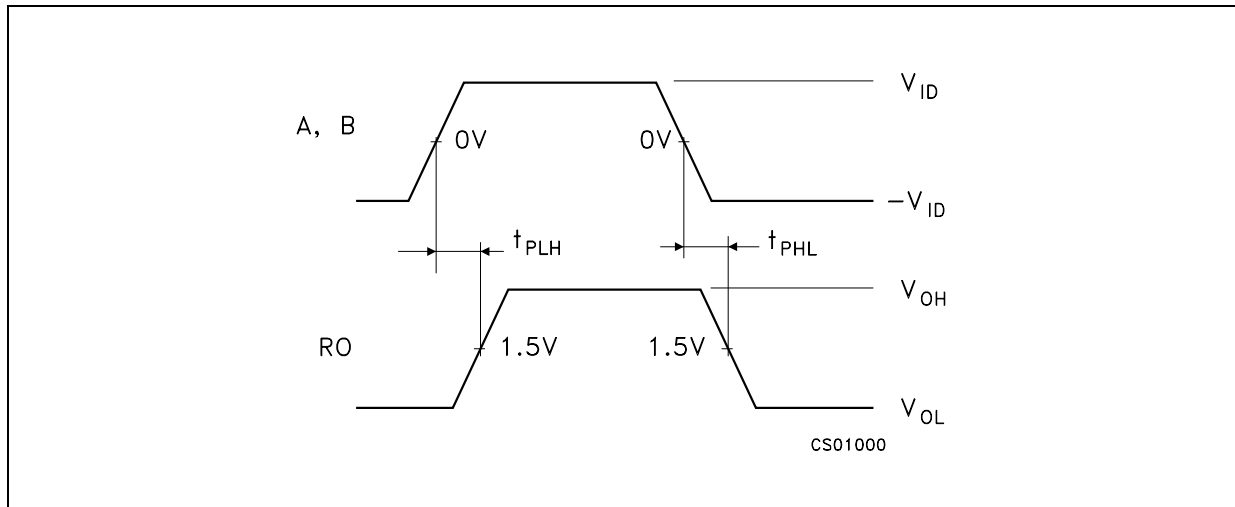 V_ID
A, B
0V 0V
-V_ID
t_PLH t_PHL
V_OH
RO 1.5V 1.5V
V_OL
CS01000